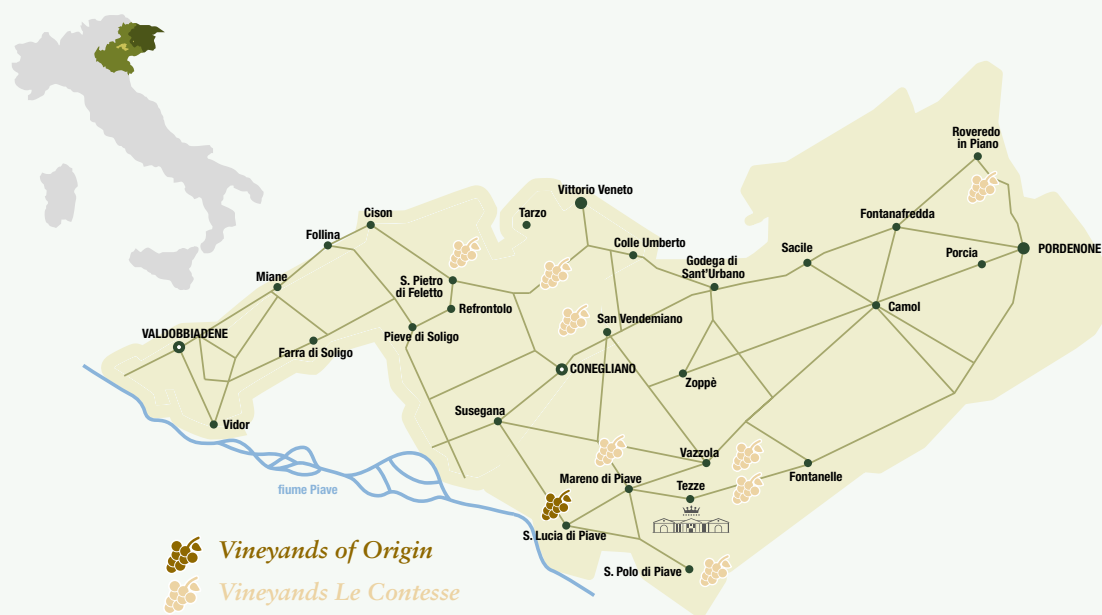 Roveredo
in Piano
Vittorio Veneto
Cison
Tarzo
Fontanafredda
Follina
Colle Umberto
Sacile
PORDENONE
Godega di
Sant'Urbano
Porcia
Miane
S. Pietro
di Feletto
Refrontolo
Camol
San Vendemiano
VALDOBBIADENE
Pieve di Soligo
Farra di Soligo
CONEGLIANO
Zoppè
Susegana
Vidor
Vazzola
Mareno di Piave
Tezze
Fontanelle
fiume Piave
S. Lucia di Piave
Vineyands of Origin
S. Polo di Piave
Vineyands Le Contesse